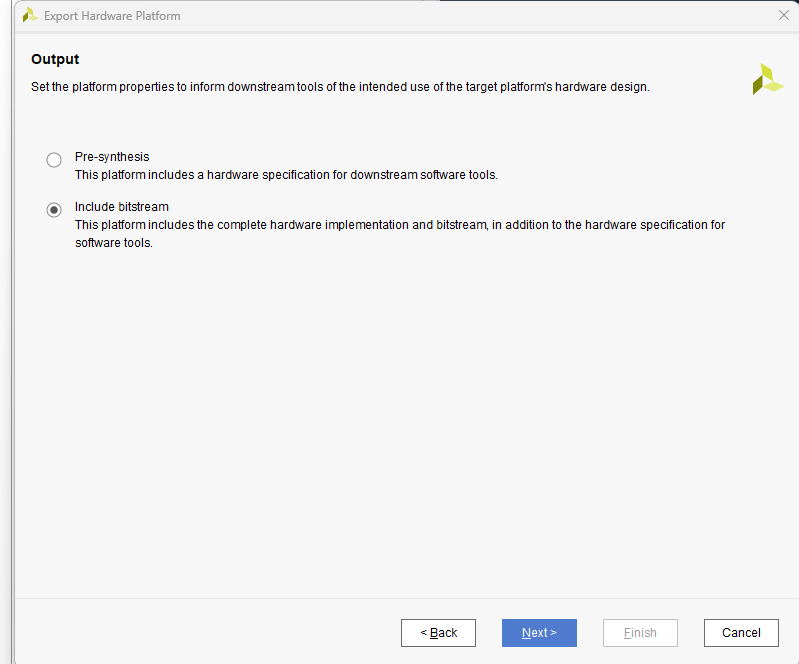 Export Hardware Platform
Output
Set the platform properties to inform downstream tools of the intended use of the target platform's hardware design.
Pre-synthesis
This platform includes a hardware specification for downstream software tools.
Include bitstream
This platform includes the complete hardware implementation and bitstream, in addition to the hardware specification for
software tools.
< Back Next > Finish Cancel